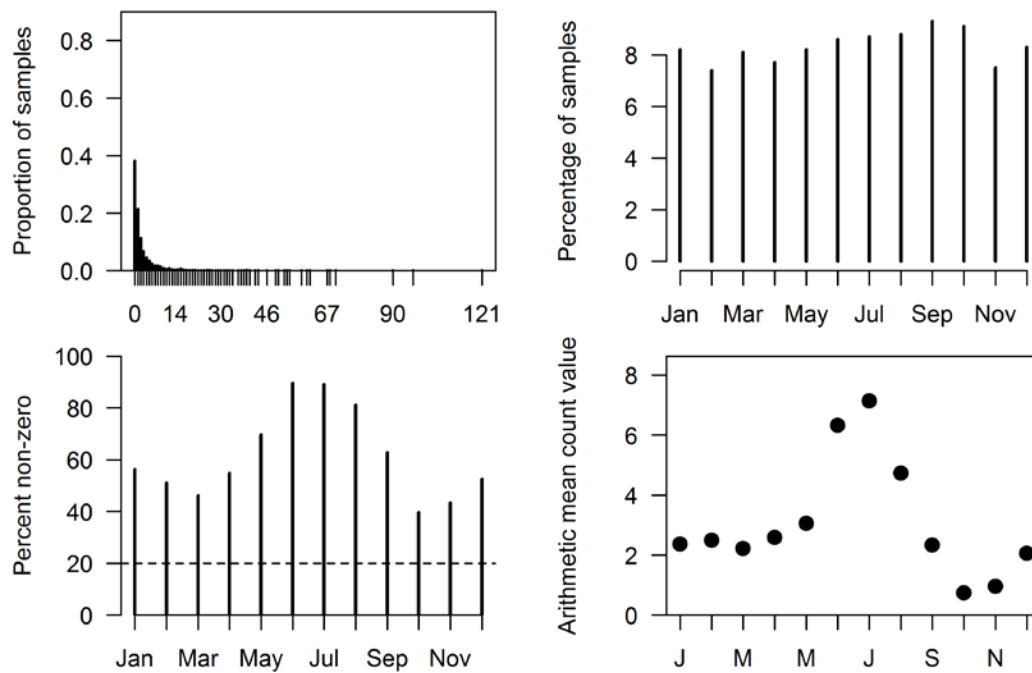 Proportion of samples
0.8
0.6
0.4
0.2
0.0
0 14 30 46 67 90 121
Percentage of samples
8
6
4
2
0
Jan Mar May Jul Sep Nov
Percent non-zero
100
80
60
40
20
0
Jan Mar May Jul Sep Nov
Arithmetic mean count value
8
6
4
2
0
J M M J S N